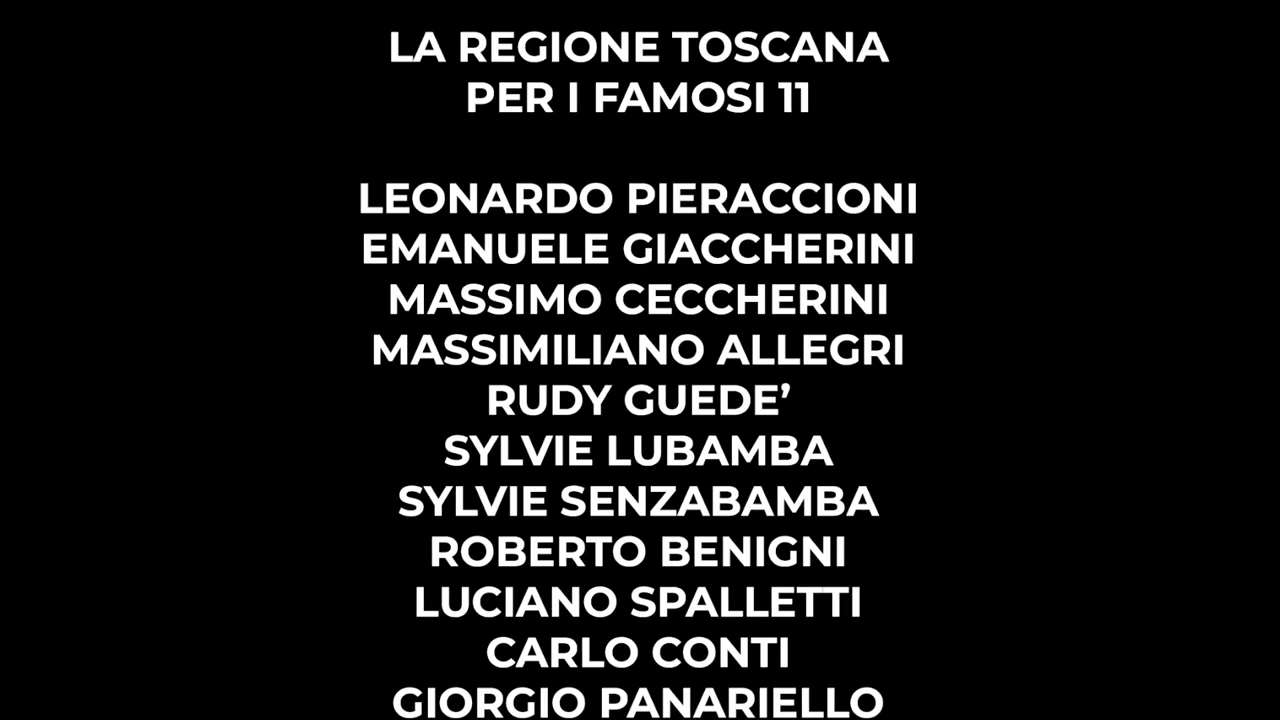 LA REGIONE TOSCANA
PER I FAMOSI 11
LEONARDO PIERACCIONI
EMANUELE GIACCHERINI
MASSIMO CECCHERINI
MASSIMILIANO ALLEGRI
RUDY GUEDE’
SYLVIE LUBAMBA
SYLVIE SENZABAMBA
ROBERTO BENIGNI
LUCIANO SPALLETTI
CARLO CONTI
GIORGIO PANARIELLO